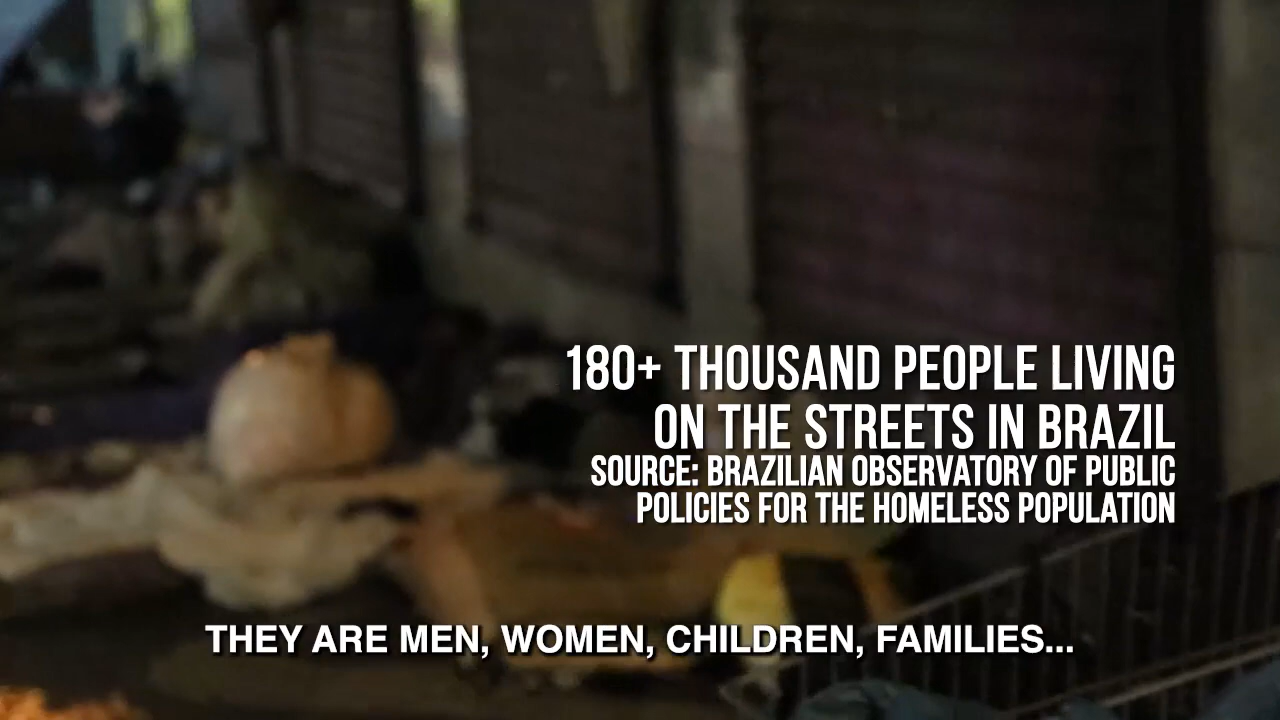 180+ THOUSAND PEOPLE LIVING
ON THE STREETS IN BRAZIL
SOURCE: BRAZILIAN OBSERVATORY OF PUBLIC
POLICIES FOR THE HOMELESS POPULATION
THEY ARE MEN, WOMEN, CHILDREN, FAMILIES...